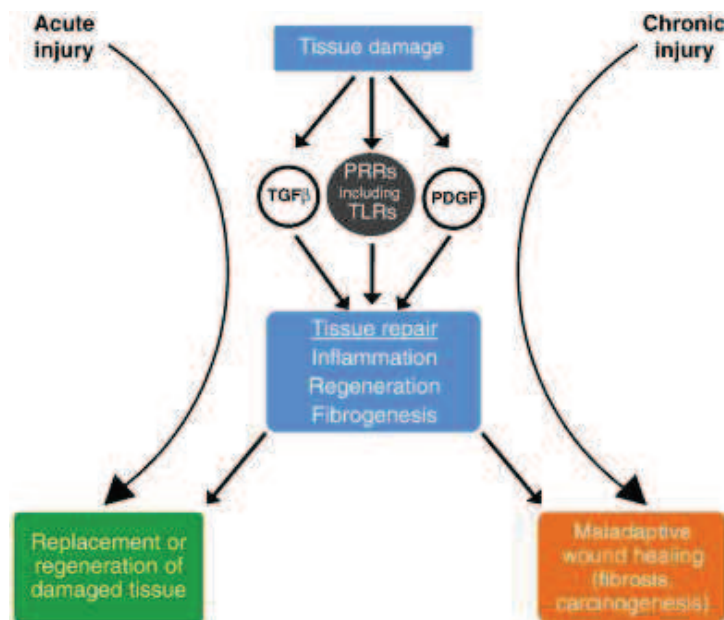 Acute
injury
Chronic
injury
Tissue damage
TGFβ
PRRs
including
TLRs
PDGF
Tissue repair
Inflammation
Regeneration
Fibrogenesis
Replacement or
regeneration of
damaged tissue
Maladaptive
wound healing
(fibrosis,
carcinogenesis)